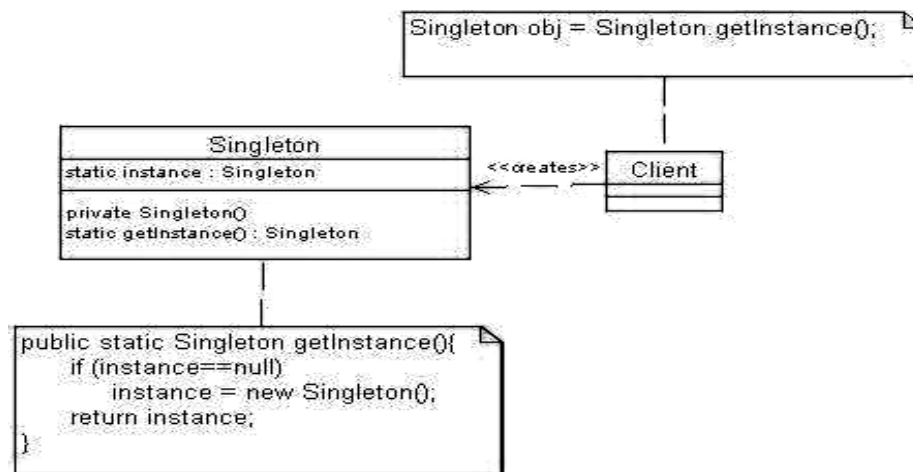 Singleton obj = Singleton.getInstance();
Singleton
static instance : Singleton
private Singleton()
static getInstance() : Singleton
<<creates>>
Client
public static Singleton getInstance(){
if (instance==null)
instance = new Singleton();
return instance;
}